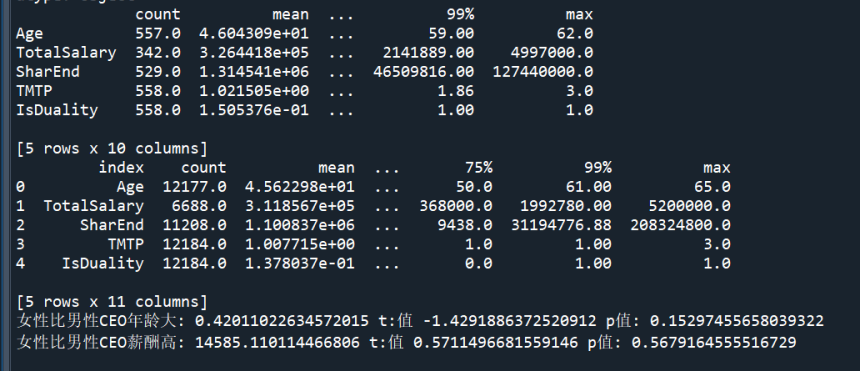 count mean ... 99% max
Age 557.0 4.604309e+01 ... 59.00 62.0
TotalSalary 342.0 3.264418e+05 ... 2141889.00 4997000.0
SharEnd 529.0 1.314541e+06 ... 46509816.00 127440000.0
TMTP 558.0 1.021505e+00 ... 1.86 3.0
IsDuality 558.0 1.505376e-01 ... 1.00 1.0
[5 rows x 10 columns]
index count mean ... 75% 99% max
0 Age 12177.0 4.562298e+01 ... 50.0 61.00 65.0
1 TotalSalary 6688.0 3.118567e+05 ... 368000.0 1992780.00 5200000.0
2 SharEnd 11208.0 1.100837e+06 ... 9438.0 31194776.88 208324800.0
3 TMTP 12184.0 1.007715e+00 ... 1.0 1.00 3.0
4 IsDuality 12184.0 1.378037e-01 ... 0.0 1.00 1.0
[5 rows x 11 columns]
女性比男性CEO年龄大: 0.42011022634572015 t:值 -1.4291886372520912 p值: 0.15297455658039322
女性比男性CEO薪酬高: 14585.110114466806 t:值 0.5711496681559146 p值: 0.5679164555516729